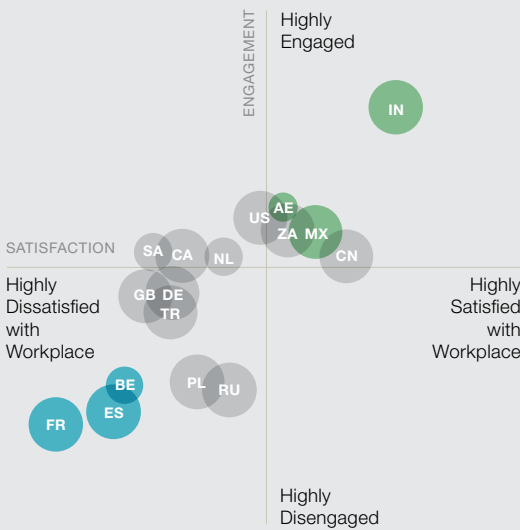 ENGAGEMENT
Highly
Engaged
IN
AE
US
ZA MX
SATISFACTION
SA
CA
NL
CN
Highly
Dissatisfied
with
Workplace
GB DE
TR
Highly
Satisfied
with
Workplace
BE
PL
RU
ES
FR
Highly
Disengaged